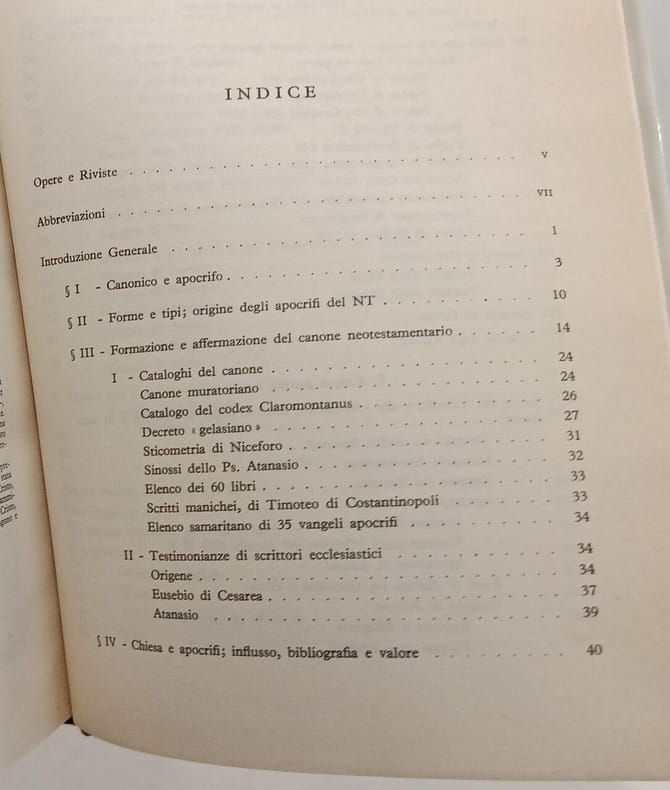 INDICE
Opere e Riviste . . . . . . . . . . . . . . . . . . . . V
Abbreviazioni . . . . . . . . . . . . . . . . . . . . VII
Introduzione Generale . . . . . . . . . . . . . . . . . 1
§ I - Canonico e apocrifo . . . . . . . . . . . . . . . 3
§ II - Forme e tipi; origine degli apocrifi del NT . . . . . . . . 10
§ III - Formazione e affermazione del canone neotestamentario . . . . . . 14
I - Cataloghi del canone . . . . . . . . . . . . . . 24
Canone muratoriano . . . . . . . . . . . . . . 24
Catalogo del codex Claromontanus . . . . . . . . . . 26
Decreto « gelasiano » . . . . . . . . . . . . . . 27
Sticometria di Niceforo . . . . . . . . . . . . . 31
Sinossi dello Ps. Atanasio . . . . . . . . . . . . 32
Elenco dei 60 libri . . . . . . . . . . . . . . 33
Scritti manichei, di Timoteo di Costantinopoli . . . . . . 33
Elenco samaritano di 35 vangeli apocrifi . . . . . . . . 34
II - Testimonianze di scrittori ecclesiastici . . . . . . . . 34
Origene . . . . . . . . . . . . . . . . . 34
Eusebio di Cesarea . . . . . . . . . . . . . . 37
Atanasio . . . . . . . . . . . . . . . . . 39
§ IV - Chiesa e apocrifi; influsso, bibliografia e valore . . . . . . . 40